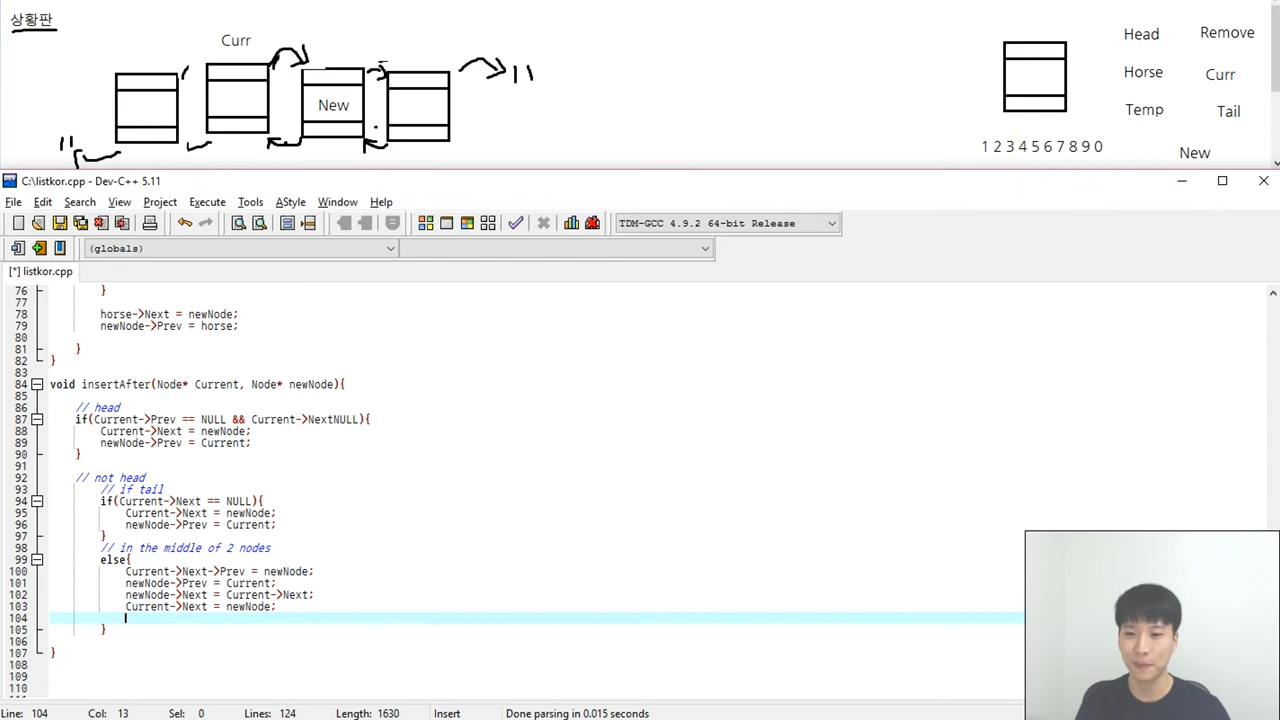 상황판
Curr
New
Head
Remove
Horse
Curr
Temp
Tail
1 2 3 4 5 6 7 8 9 0
New
C:\listkor.cpp - Dev-C++ 5.11
File Edit Search View Project Execute Tools AStyle Window Help
TDM-GCC 4.9.2 64-bit Release
(globals)
[*] listkor.cpp
76 }
77
78 horse->Next = newNode;
79 newNode->Prev = horse;
80
81 }
82 }
83
84 void insertAfter(Node* Current, Node* newNode){
85
86 // head
87 if(Current->Prev == NULL && Current->NextNULL){
88 Current->Next = newNode;
89 newNode->Prev = Current;
90 }
91
92 // not head
93 // if tail
94 if(Current->Next == NULL){
95 Current->Next = newNode;
96 newNode->Prev = Current;
97 }
98 // in the middle of 2 nodes
99 else{
100 Current->Next->Prev = newNode;
101 newNode->Prev = Current;
102 newNode->Next = Current->Next;
103 Current->Next = newNode;
104
105 }
106
107 }
108
109
110
Line: 104 Col: 13 Sel: 0 Lines: 124 Length: 1630 Insert Done parsing in 0.015 seconds